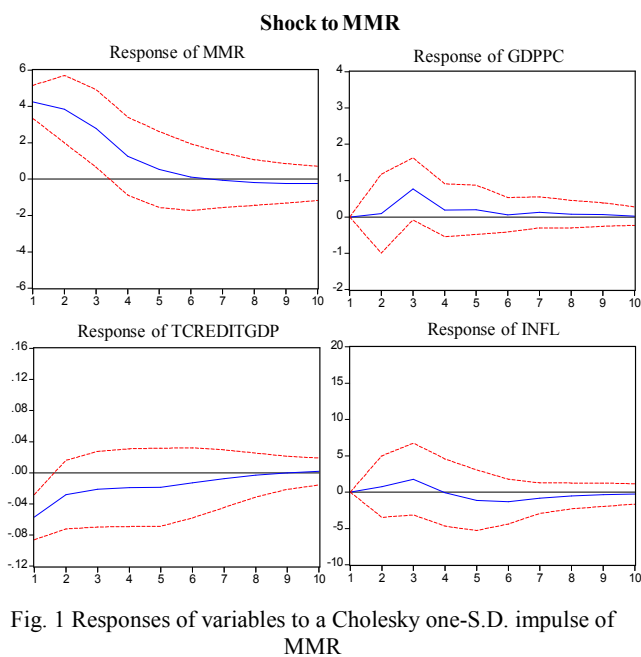 Shock to MMR
Response of MMR
6
4
2
0
-2
-4
-6
1 2 3 4 5 6 7 8 9 10
Response of GDPPC
4
3
2
1
0
-1
-2
1 2 3 4 5 6 7 8 9 10
Response of TCREDITGDP
.16
.12
.08
.04
.00
-.04
-.08
-.12
1 2 3 4 5 6 7 8 9 10
Response of INFL
20
15
10
5
0
-5
-10
1 2 3 4 5 6 7 8 9 10
Fig. 1 Responses of variables to a Cholesky one-S.D. impulse of
MMR